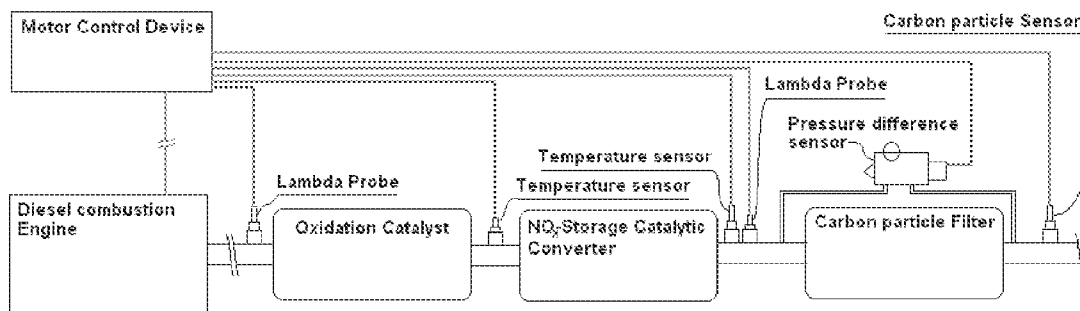 Motor Control Device
Carbon particle Sensor
Lambda Probe
Pressure difference
sensor
Temperature sensor
Temperature sensor
Lambda Probe
Diesel combustion
Engine
Oxidation Catalyst
NOx-Storage Catalytic
Converter
Carbon particle Filter